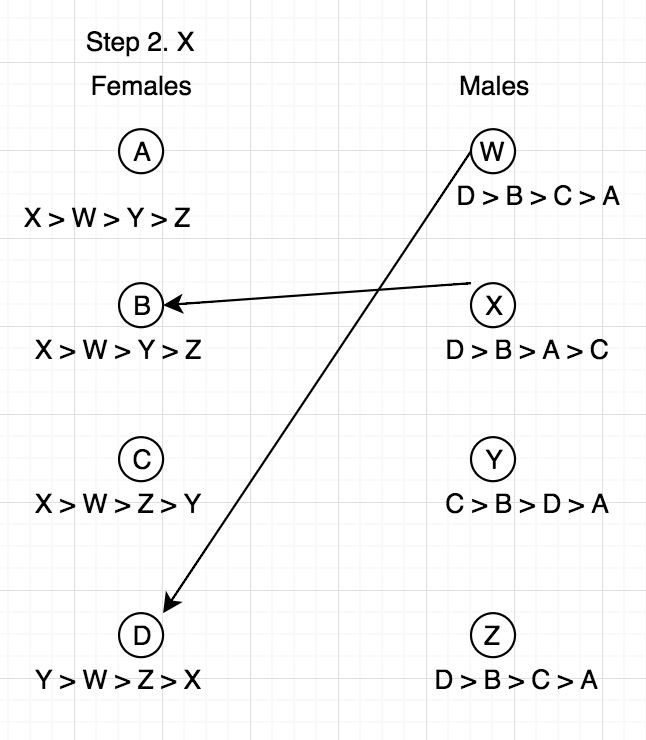 Step 2. X
Females Males
A W
X > W > Y > Z D > B > C > A
B X
X > W > Y > Z D > B > A > C
C Y
X > W > Z > Y C > B > D > A
D Z
Y > W > Z > X D > B > C > A